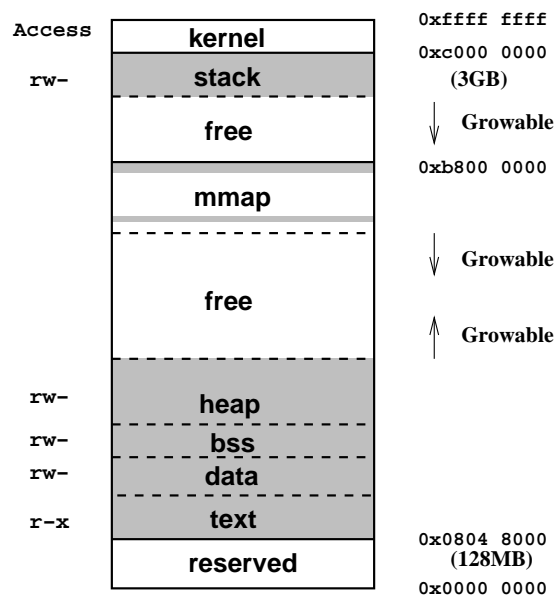 Access
kernel
0xffff ffff
0xc000 0000
(3GB)
rw-
stack
free
Growable
0xb800 0000
mmap
Growable
free
Growable
rw-
heap
rw-
bss
rw-
data
r-x
text
0x0804 8000
(128MB)
reserved
0x0000 0000